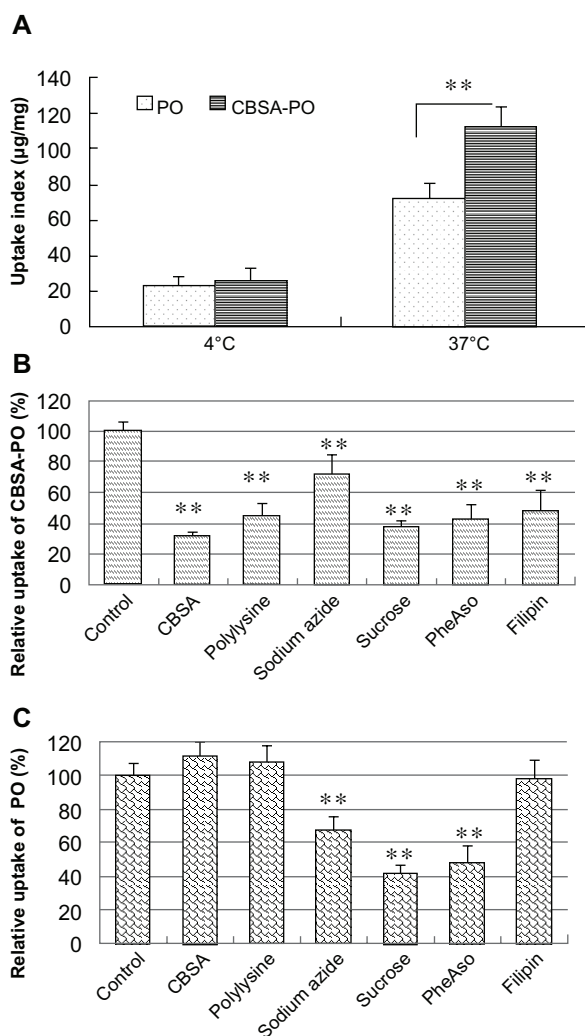 A
Uptake index (µg/mg)
140
120
100
80
60
40
20
0
PO
CBSA-PO
**
4°C
37°C
B
Relative uptake of CBSA-PO (%)
120
100
80
60
40
20
0
**
**
**
**
**
**
Control
CBSA
Polylysine
Sodium azide
Sucrose
PheAso
Filipin
C
Relative uptake of PO (%)
120
100
80
60
40
20
0
**
**
**
Control
CBSA
Polylysine
Sodium azide
Sucrose
PheAso
Filipin